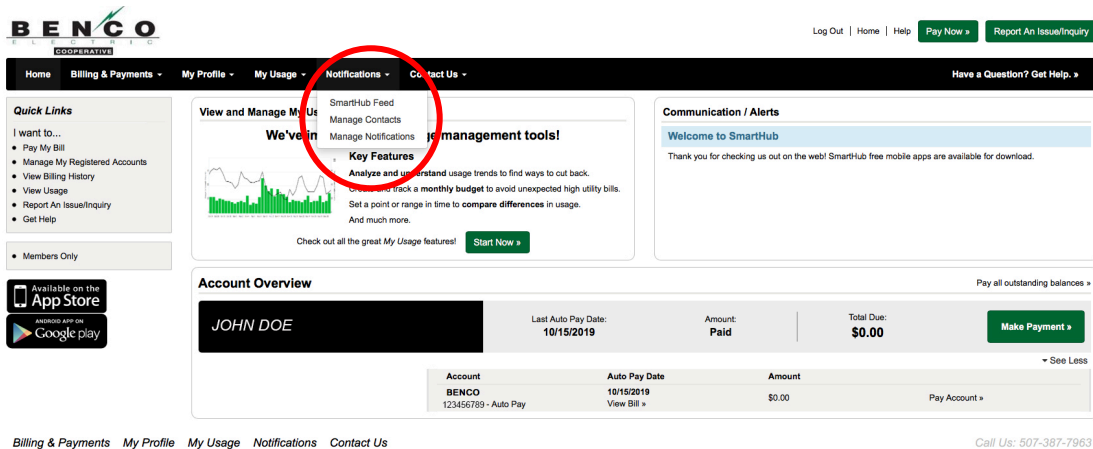 BENCO
ELECTRIC
COOPERATIVE
Log Out | Home | Help Pay Now » Report An Issue/Inquiry
Home Billing & Payments My Profile My Usage Notifications Contact Us Have a Question? Get Help. »
SmartHub Feed
Manage Contacts
Manage Notifications
Quick Links
I want to...
• Pay My Bill
• Manage My Registered Accounts
• View Billing History
• View Usage
• Report An Issue/Inquiry
• Get Help
• Members Only
Available on the
App Store
ANDROID APP ON
Google play
View and Manage My Us
We've im ge management tools!
Key Features
Analyze and understand usage trends to find ways to cut back.
track a monthly budget to avoid unexpected high utility bills.
Set a point or range in time to compare differences in usage.
And much more.
Check out all the great My Usage features! Start Now »
Communication / Alerts
Welcome to SmartHub
Thank you for checking us out on the web! SmartHub free mobile apps are available for download.
Account Overview
Pay all outstanding balances »
JOHN DOE
Last Auto Pay Date: Amount: Total Due:
10/15/2019 Paid $0.00 Make Payment »
See Less
Account Auto Pay Date Amount
BENCO 10/15/2019 $0.00 Pay Account »
123456789 - Auto Pay View Bill »
Billing & Payments My Profile My Usage Notifications Contact Us
Call Us: 507-387-7963